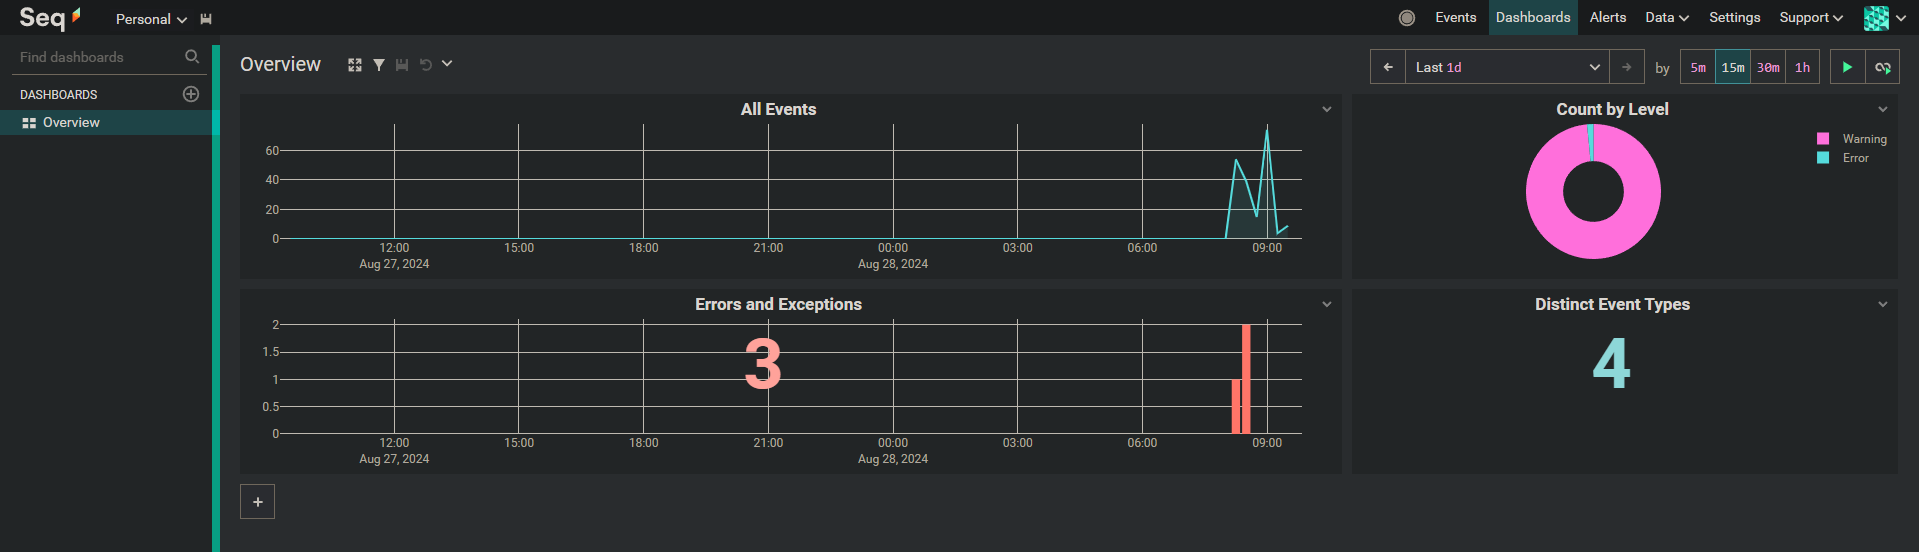 Seq
Personal
Events
Dashboards
Alerts
Data
Settings
Support
Find dashboards
DASHBOARDS
Overview
Overview
Last 1d
by
5m
15m
30m
1h
All Events
60
40
20
0
12:00 15:00 18:00 21:00 00:00 03:00 06:00 09:00
Aug 27, 2024 Aug 28, 2024
Count by Level
Warning
Error
Errors and Exceptions
2
1.5
1
0.5
0
3
12:00 15:00 18:00 21:00 00:00 03:00 06:00 09:00
Aug 27, 2024 Aug 28, 2024
Distinct Event Types
4
+